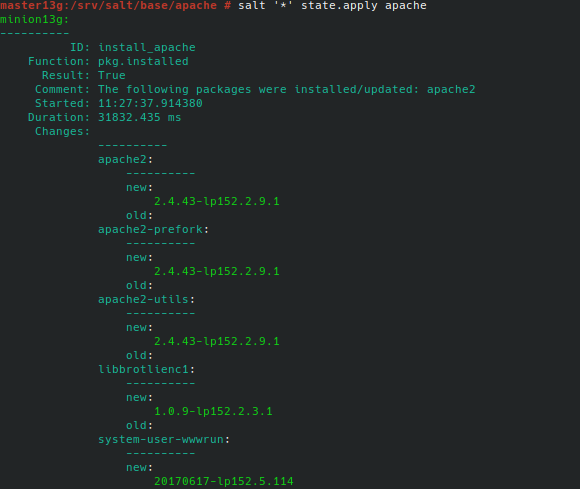 master13g:/srv/salt/base/apache # salt '*' state.apply apache
minion13g:
----------
          ID: install_apache
    Function: pkg.installed
      Result: True
     Comment: The following packages were installed/updated: apache2
     Started: 11:27:37.914380
    Duration: 31832.435 ms
     Changes:
              ----------
              apache2:
                  ----------
                  new:
                      2.4.43-lp152.2.9.1
                  old:
              apache2-prefork:
                  ----------
                  new:
                      2.4.43-lp152.2.9.1
                  old:
              apache2-utils:
                  ----------
                  new:
                      2.4.43-lp152.2.9.1
                  old:
              libbrotlienc1:
                  ----------
                  new:
                      1.0.9-lp152.2.3.1
                  old:
              system-user-wwwrun:
                  ----------
                  new:
                      20170617-lp152.5.114